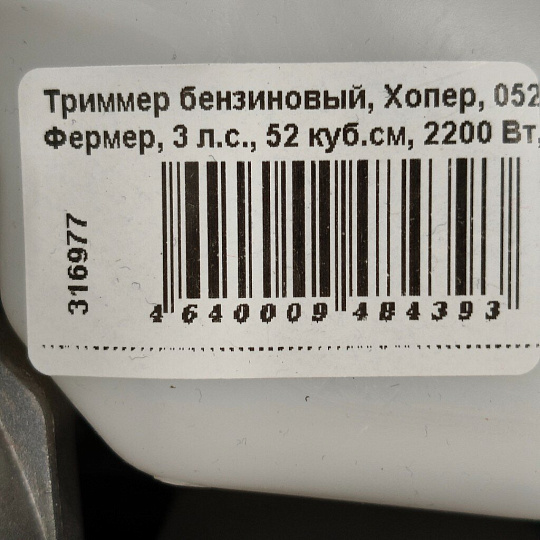 Триммер бензиновый, Хопер, 052
Фермер, 3 л.с., 52 куб.см, 2200 Вт,
316977
4 640009 484393